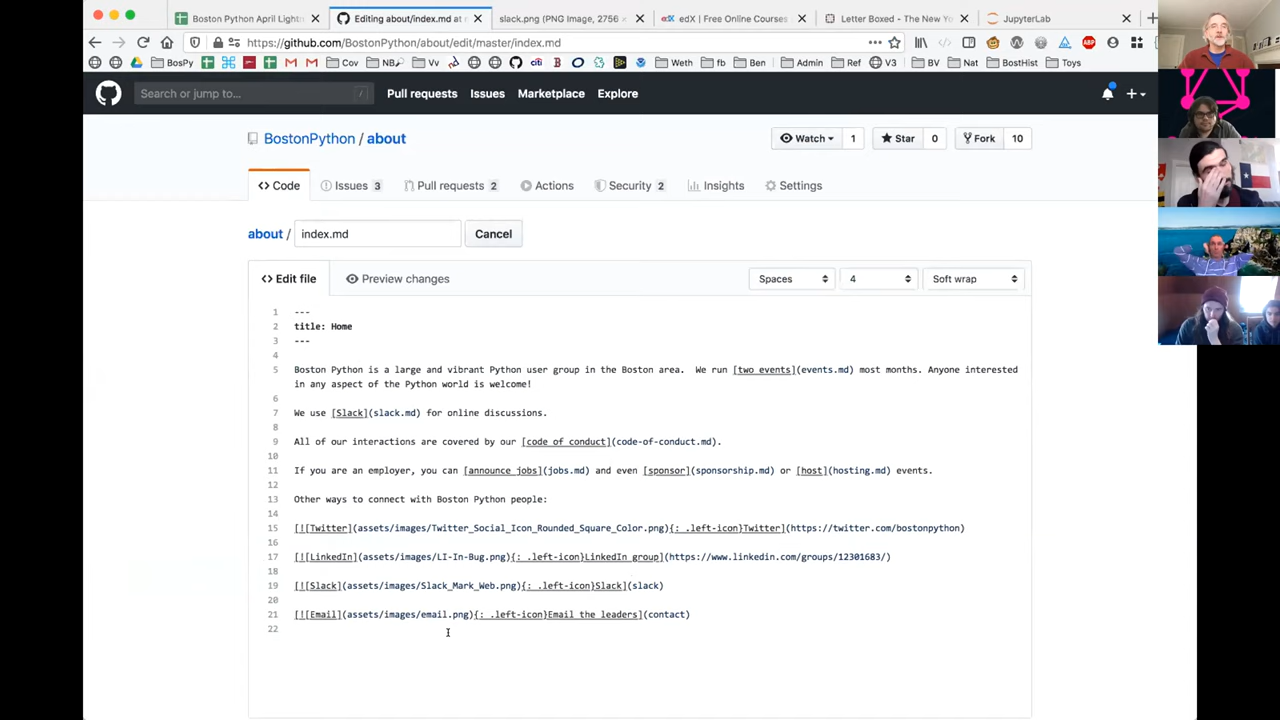 Boston Python April Light
Editing about/index.md at
slack.png (PNG Image, 2756
edX | Free Online Courses
Letter Boxed - The New Yo
JupyterLab
https://github.com/BostonPython/about/edit/master/index.md
BosPy
Cov
NB
Vv
Weth
fb
Ben
Admin
Ref
V3
BV
Nat
BostHist
Toys
Search or jump to... /
Pull requests Issues Marketplace Explore
BostonPython / about
Watch 1
Star 0
Fork 10
<> Code
Issues 3
Pull requests 2
Actions
Security 2
Insights
Settings
about / index.md Cancel
<> Edit file
Preview changes
Spaces
4
Soft wrap
1 ---
2 title: Home
3 ---
4
5 Boston Python is a large and vibrant Python user group in the Boston area.  We run [two events](events.md) most months. Anyone interested
in any aspect of the Python world is welcome!
6
7 We use [Slack](slack.md) for online discussions.
8
9 All of our interactions are covered by our [code of conduct](code-of-conduct.md).
10
11 If you are an employer, you can [announce jobs](jobs.md) and even [sponsor](sponsorship.md) or [host](hosting.md) events.
12
13 Other ways to connect with Boston Python people:
14
15 [![Twitter](assets/images/Twitter_Social_Icon_Rounded_Square_Color.png){: .left-icon}Twitter](https://twitter.com/bostonpython)
16
17 [![LinkedIn](assets/images/LI-In-Bug.png){: .left-icon}LinkedIn group](https://www.linkedin.com/groups/12301683/)
18
19 [![Slack](assets/images/Slack_Mark_Web.png){: .left-icon}Slack](slack)
20
21 [![Email](assets/images/email.png){: .left-icon}Email the leaders](contact)
22